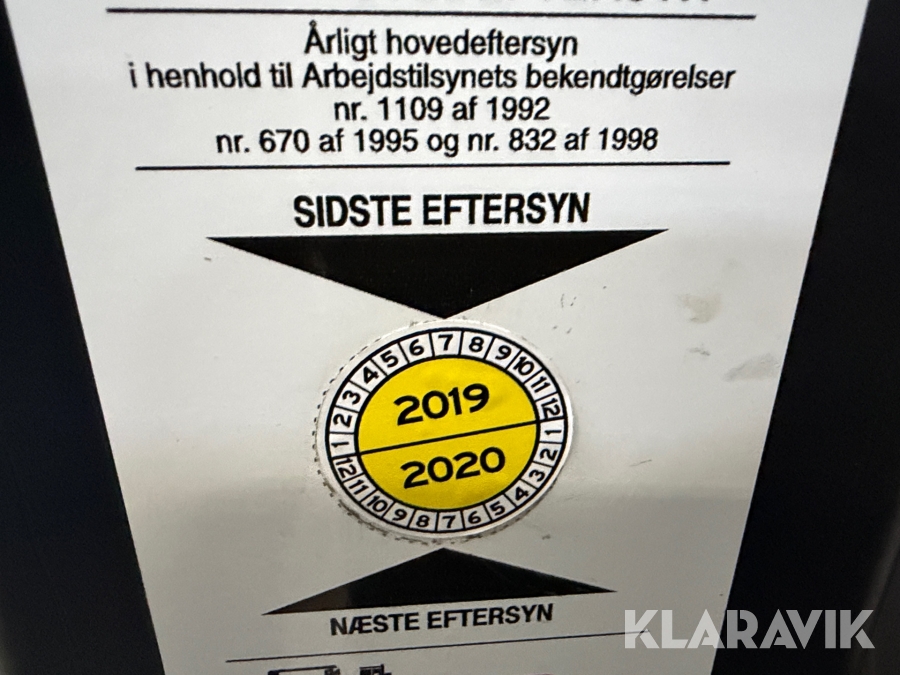 Årligt hovedeftersyn
i henhold til Arbejdstilsynets bekendtgørelser
nr. 1109 af 1992
nr. 670 af 1995 og nr. 832 af 1998
SIDSTE EFTERSYN
1 2 3 4 5 6 7 8 9 10 11 12
2019
2020
12 11 10 9 8 7 6 5 4 3 2 1
NÆSTE EFTERSYN
KLARAVIK